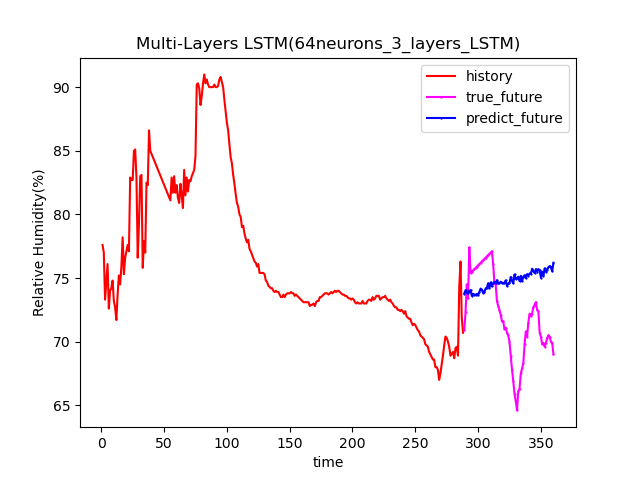 Multi-Layers LSTM(64neurons_3_layers_LSTM)
history
true_future
predict_future
Relative Humidity(%)
90
85
80
75
70
65
0 50 100 150 200 250 300 350
time